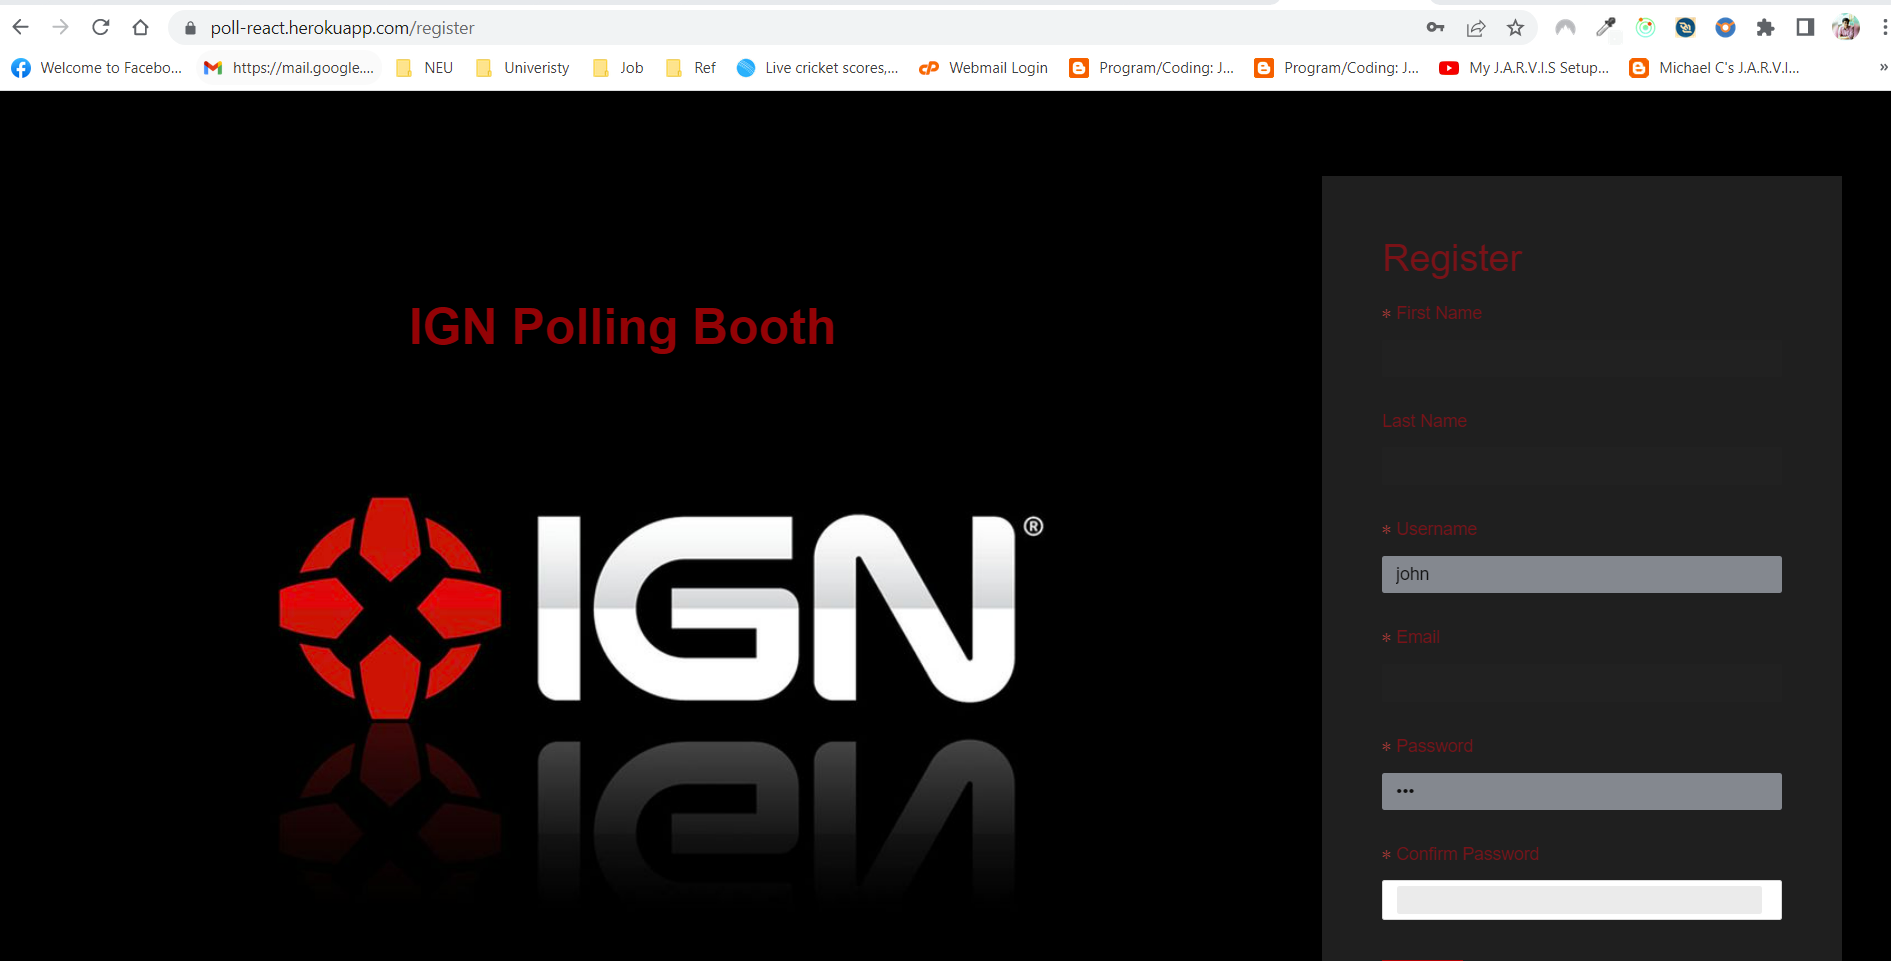 poll-react.herokuapp.com/register
Welcome to Facebo... https://mail.google.... NEU Univeristy Job Ref Live cricket scores,... Webmail Login Program/Coding: J... Program/Coding: J... My J.A.R.V.I.S Setup... Michael C's J.A.R.V.I... »
IGN Polling Booth
IGN®
Register
* First Name
Last Name
* Username
john
* Email
* Password
•••
* Confirm Password